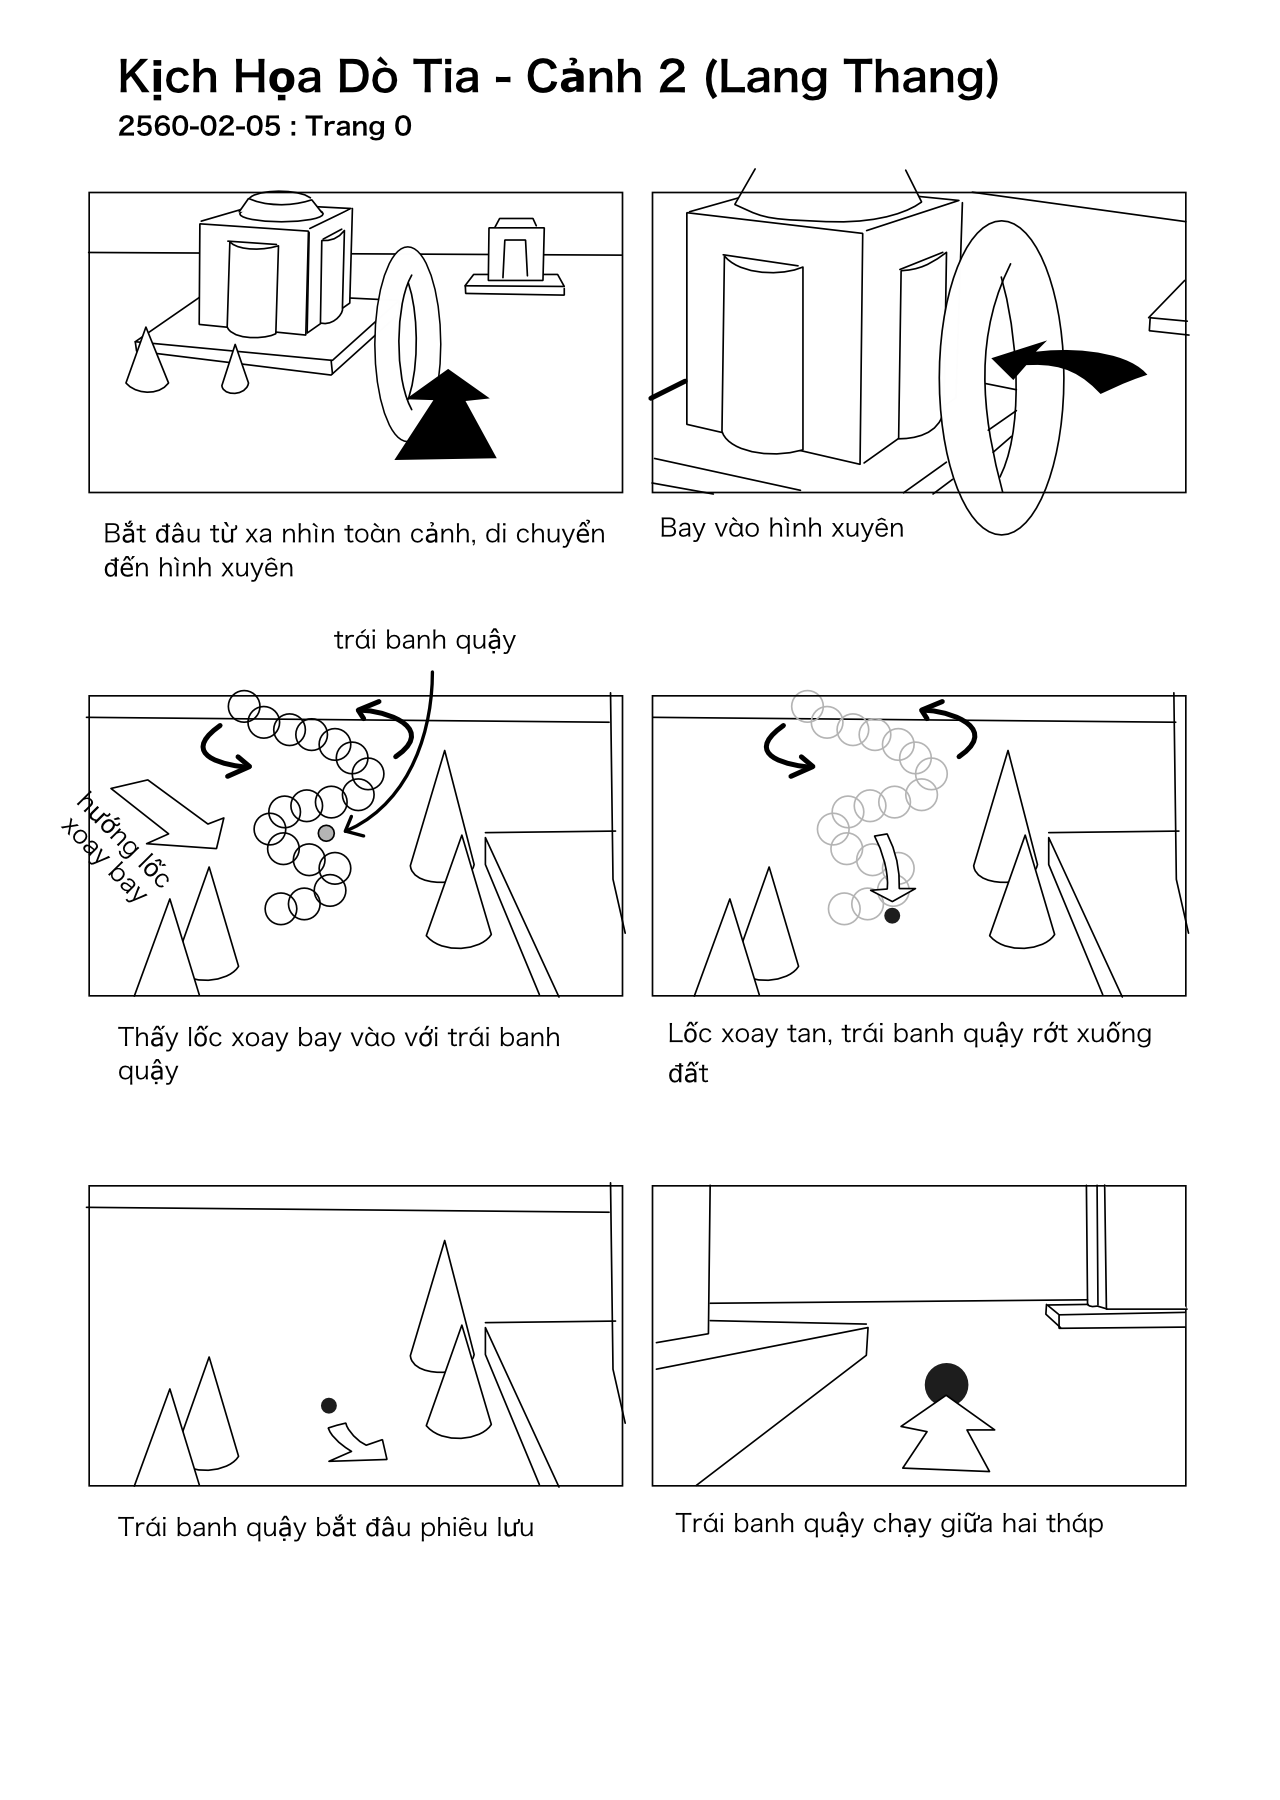 Kịch Họa Dò Tia - Cảnh 2 (Lang Thang)
2560-02-05 : Trang 0
Bắt đâu từ xa nhìn toàn cảnh, di chuyển
đến hình xuyên
Bay vào hình xuyên
trái banh quậy
hướng lốc
xoay bay
Thấy lốc xoay bay vào với trái banh
quậy
Lốc xoay tan, trái banh quậy rớt xuống
đất
Trái banh quậy bắt đâu phiêu lưu
Trái banh quậy chạy giữa hai tháp